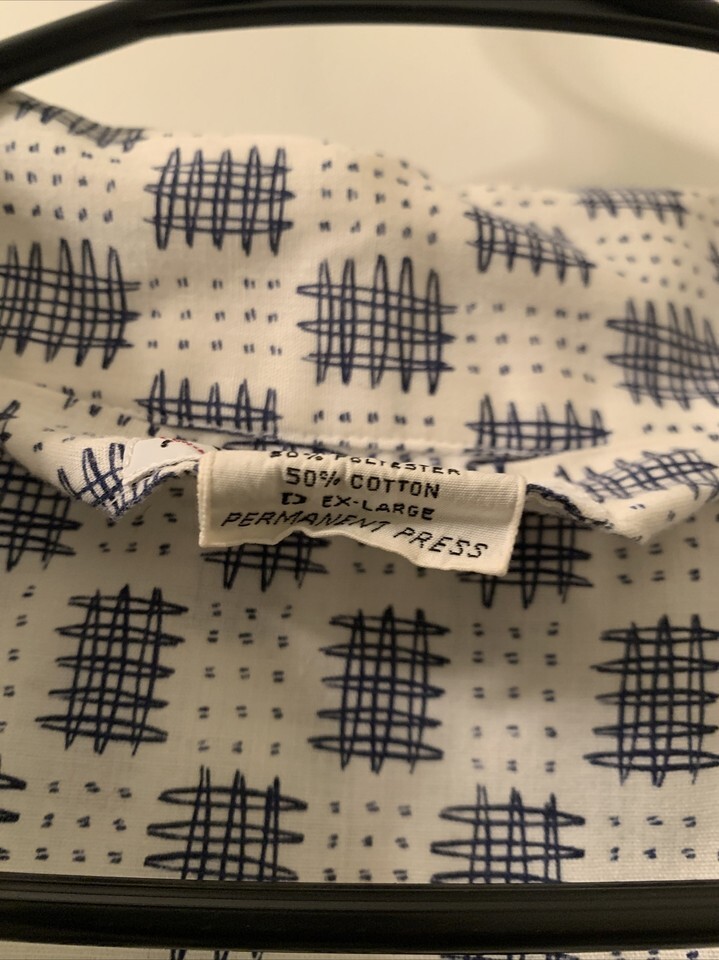 50% POLYESTER
50% COTTON
D EX-LARGE
PERMANENT PRESS